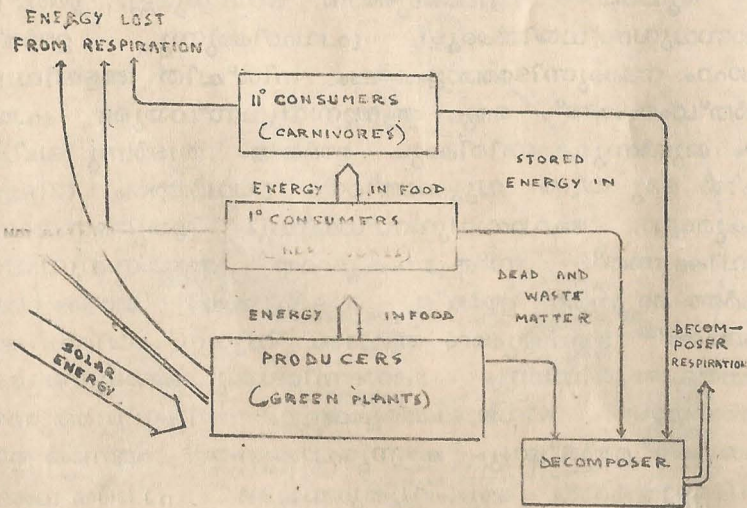 ENERGY LOST
FROM RESPIRATION
II° CONSUMERS
(CARNIVORES)
STORED
ENERGY IN
ENERGY IN FOOD
I° CONSUMERS
DEAD AND
WASTE
MATTER
ENERGY IN FOOD
DECOM-
POSER
RESPIRATION
SOLAR
ENERGY
PRODUCERS
(GREEN PLANTS)
DECOMPOSER